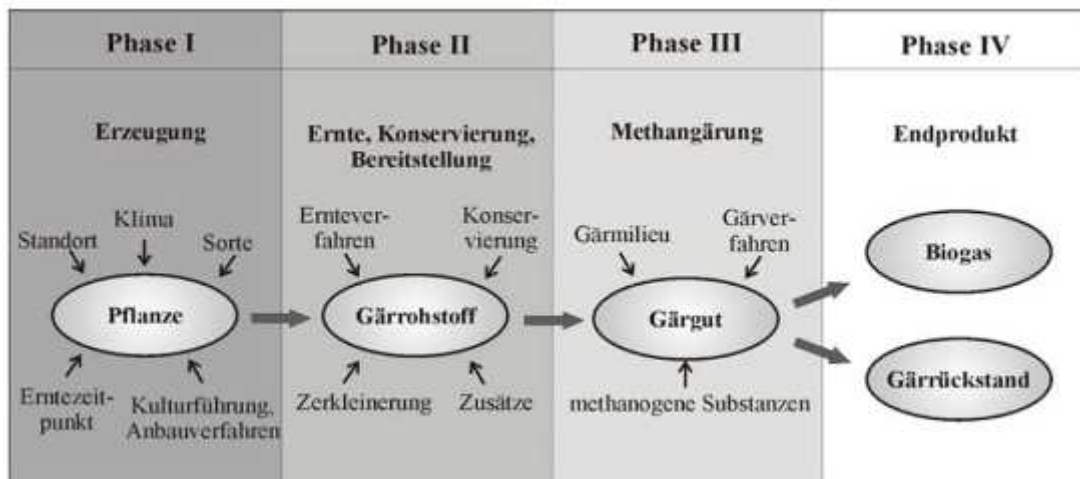 Phase I
Phase II
Phase III
Phase IV
Erzeugung
Ernte, Konservierung,
Bereitstellung
Methangärung
Endprodukt
Standort
Klima
Sorte
Pflanze
Erntezeit-
punkt
Kulturführung,
Anbauverfahren
Erntever-
fahren
Konser-
vierung
Gärrohstoff
Zerkleinerung
Zusätze
Gärmilieu
Gärver-
fahren
Gärgut
methanogene Substanzen
Biogas
Gärrückstand